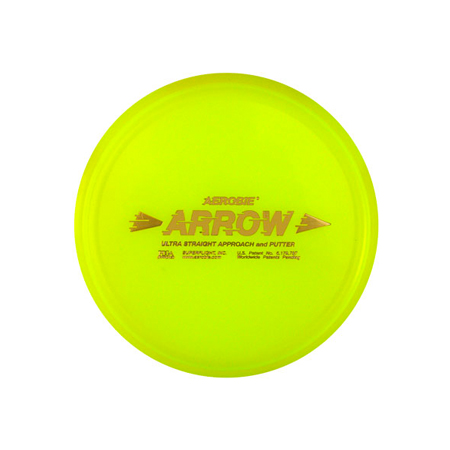 AEROBIE®
ARROW
ULTRA STRAIGHT APPROACH and PUTTER
SUPERFLIGHT, INC. U.S. Patent No.
www.aerobie.com Worldwide Patents Pending